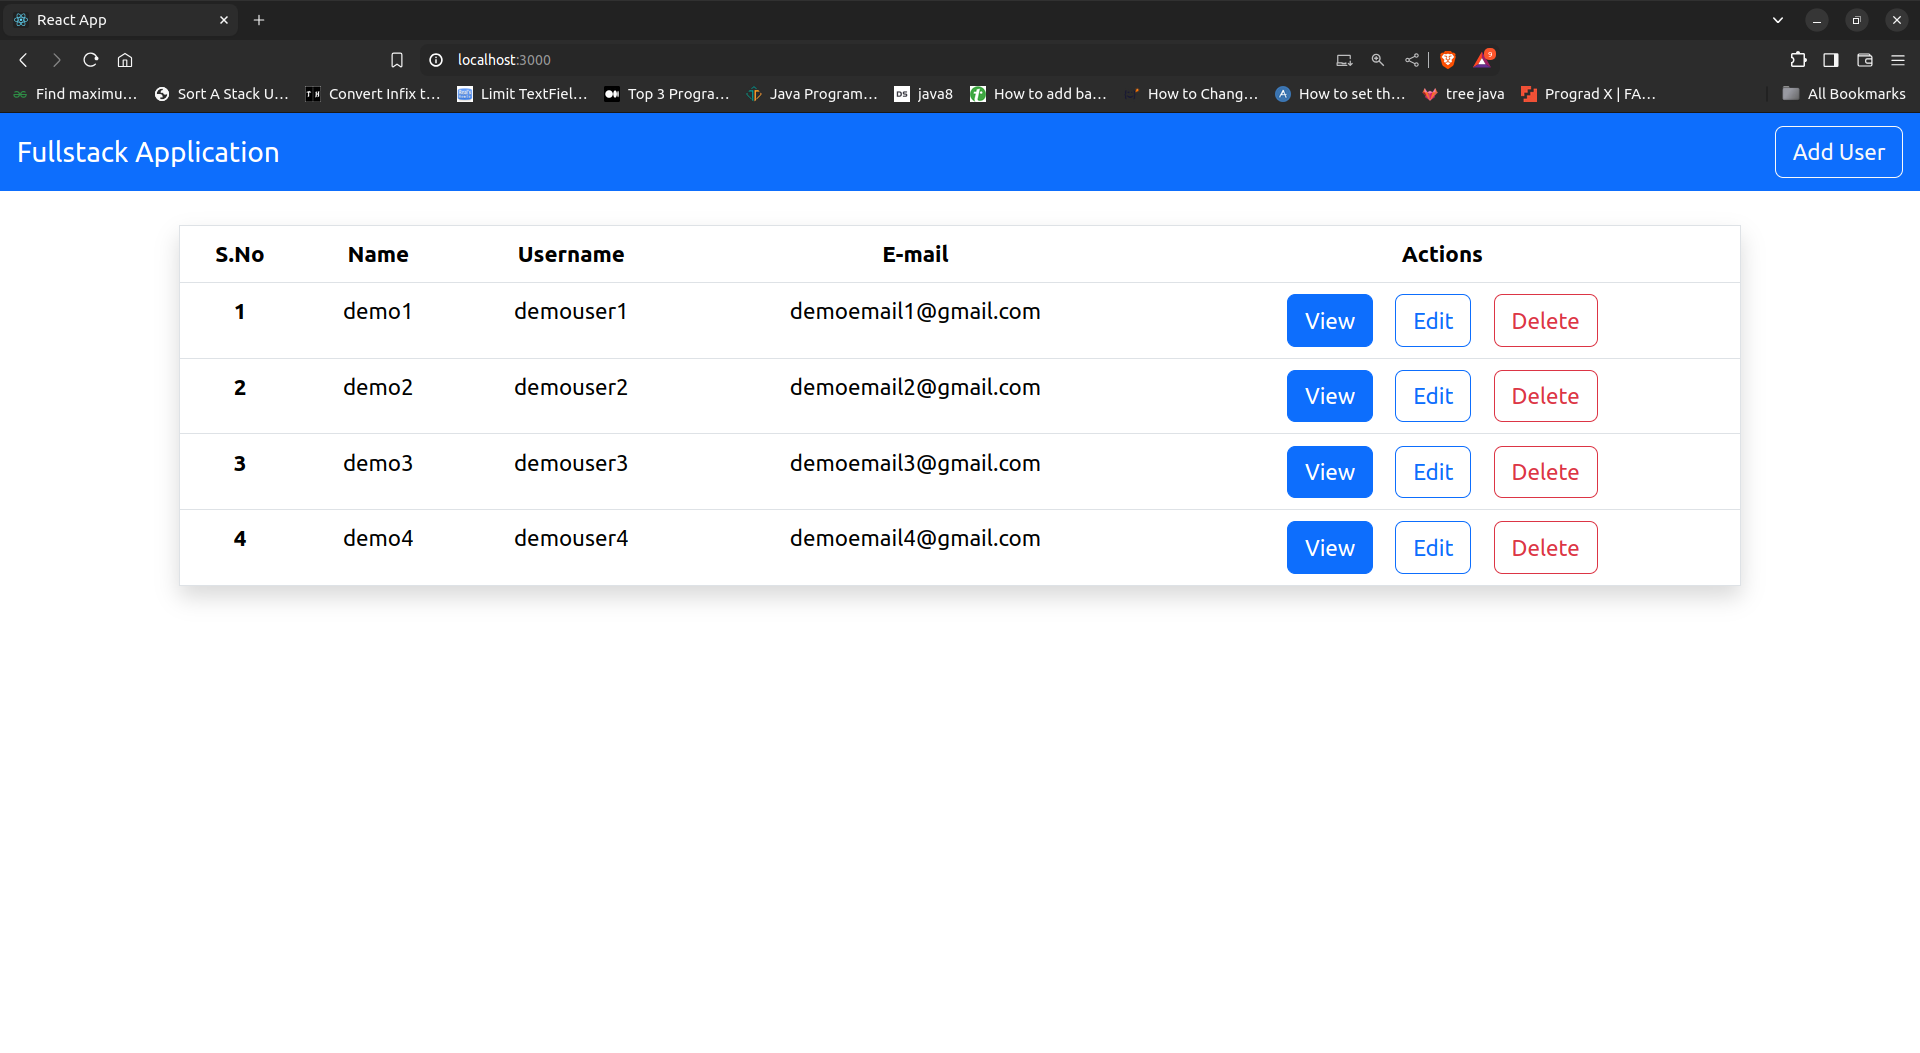 React App
localhost:3000
9
Find maximu... Sort A Stack U... Convert Infix t... Limit TextFiel... Top 3 Progra... Java Program... DS java8 How to add ba... How to Chang... How to set th... tree java Prograd X | FA... All Bookmarks
Fullstack Application Add User
S.No Name Username E-mail Actions
1 demo1 demouser1 demoemail1@gmail.com View Edit Delete
2 demo2 demouser2 demoemail2@gmail.com View Edit Delete
3 demo3 demouser3 demoemail3@gmail.com View Edit Delete
4 demo4 demouser4 demoemail4@gmail.com View Edit Delete